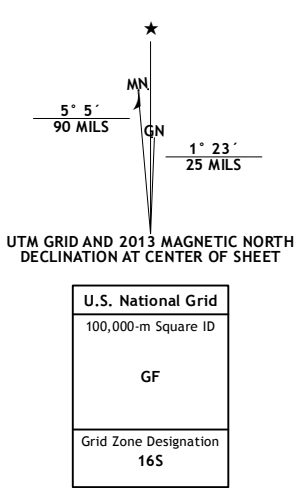 ★
MN
5° 5´
90 MILS
GN
1° 23´
25 MILS
UTM GRID AND 2013 MAGNETIC NORTH
DECLINATION AT CENTER OF SHEET
U.S. National Grid
100,000-m Square ID
GF
Grid Zone Designation
16S